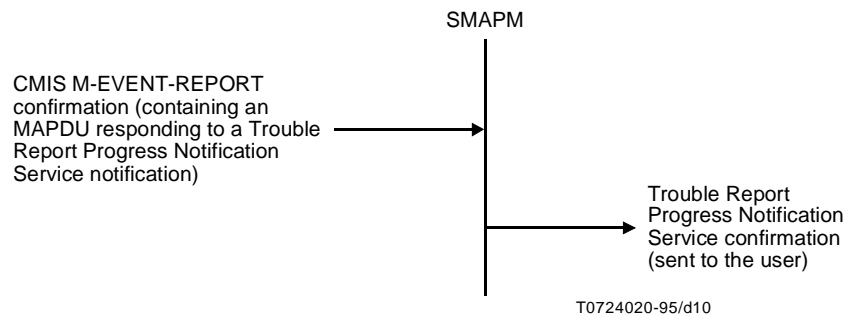 SMAPM
CMIS M-EVENT-REPORT
confirmation (containing an
MAPDU responding to a Trouble
Report Progress Notification
Service notification)
Trouble Report
Progress Notification
Service confirmation
(sent to the user)
T0724020-95/d10